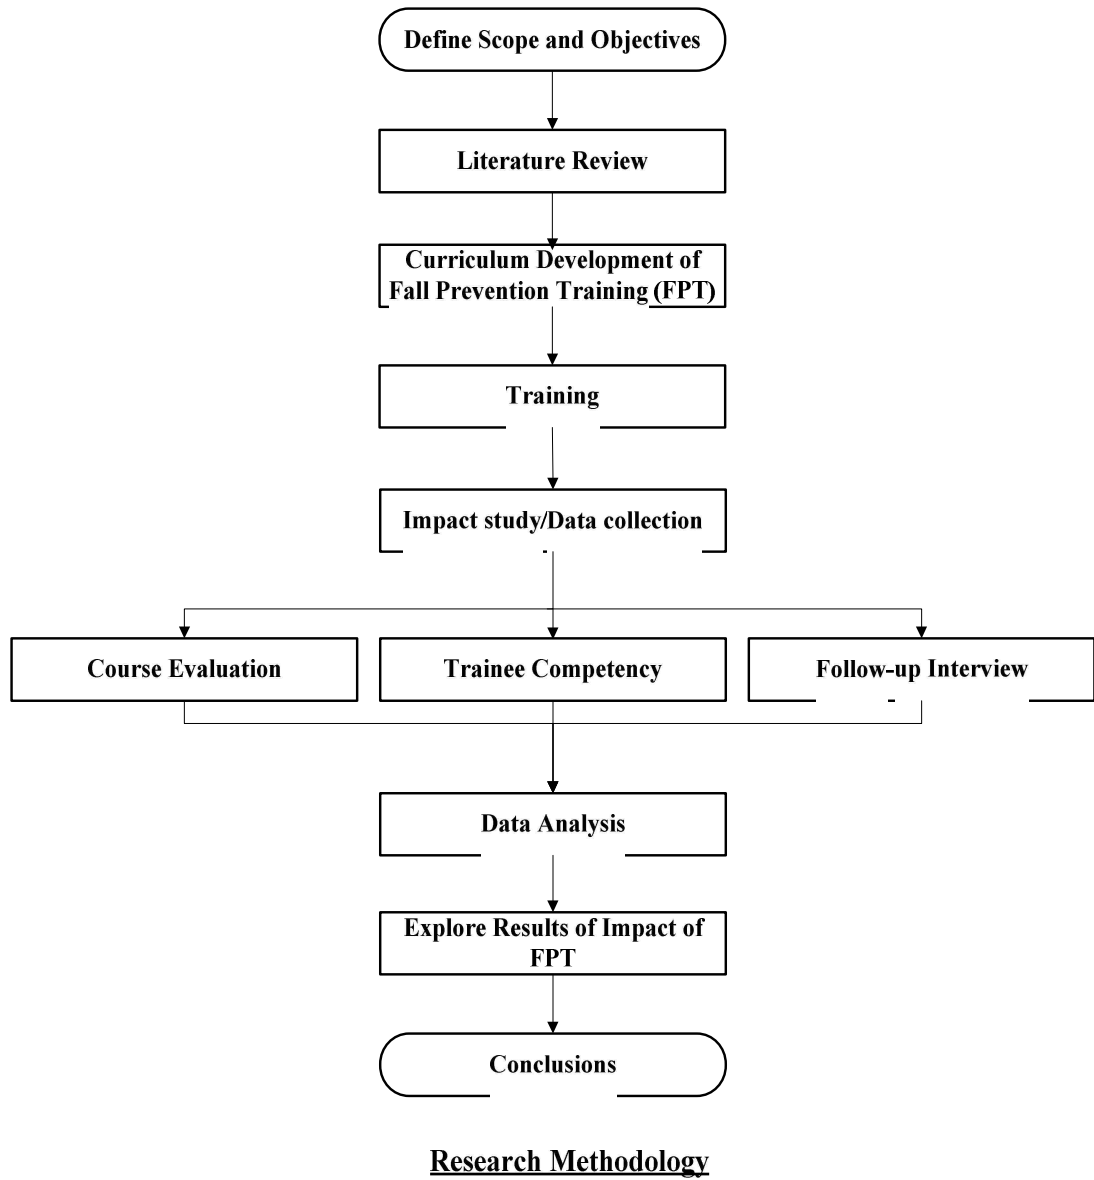 Define Scope and Objectives
Literature Review
Curriculum Development of
Fall Prevention Training (FPT)
Training
Impact study/Data collection
Course Evaluation
Trainee Competency
Follow-up Interview
Data Analysis
Explore Results of Impact of
FPT
Conclusions
Research Methodology